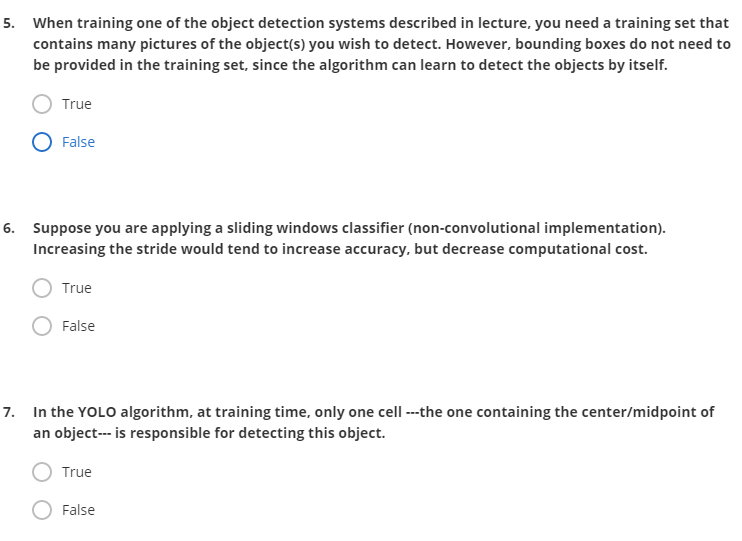 5. When training one of the object detection systems described in lecture, you need a training set that
contains many pictures of the object(s) you wish to detect. However, bounding boxes do not need to
be provided in the training set, since the algorithm can learn to detect the objects by itself.
True
False
6. Suppose you are applying a sliding windows classifier (non-convolutional implementation).
Increasing the stride would tend to increase accuracy, but decrease computational cost.
True
False
7. In the YOLO algorithm, at training time, only one cell ---the one containing the center/midpoint of
an object--- is responsible for detecting this object.
True
False